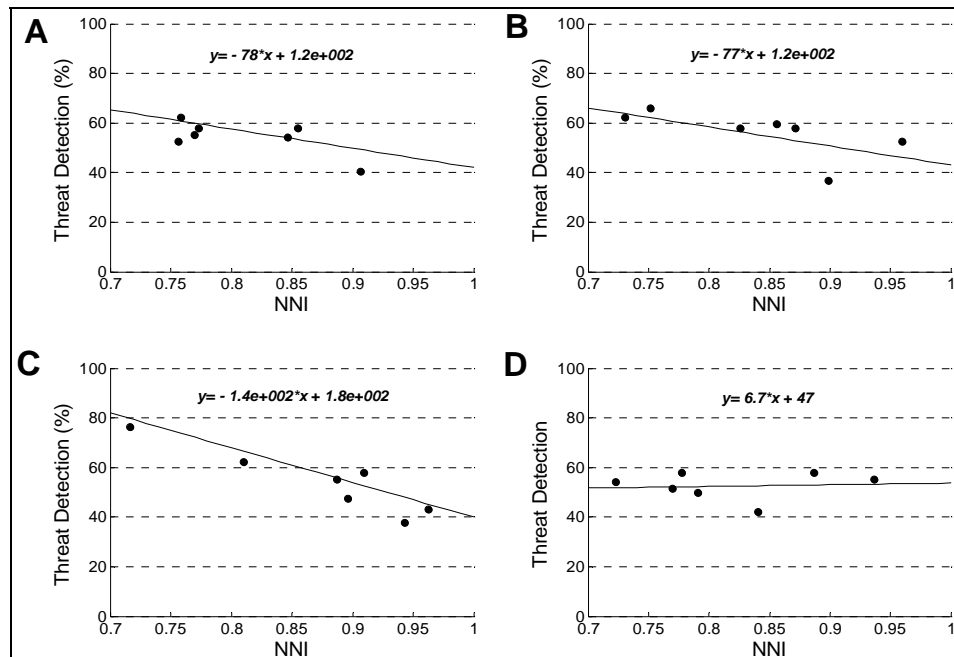 A
y= - 78*x + 1.2e+002
Threat Detection (%)
100
80
60
40
20
0
0.7 0.75 0.8 0.85 0.9 0.95 1
NNI
B
y= - 77*x + 1.2e+002
Threat Detection (%)
100
80
60
40
20
0
0.7 0.75 0.8 0.85 0.9 0.95 1
NNI
C
y= - 1.4e+002*x + 1.8e+002
Threat Detection (%)
100
80
60
40
20
0
0.7 0.75 0.8 0.85 0.9 0.95 1
NNI
D
y= 6.7*x + 47
Threat Detection
100
80
60
40
20
0
0.7 0.75 0.8 0.85 0.9 0.95 1
NNI